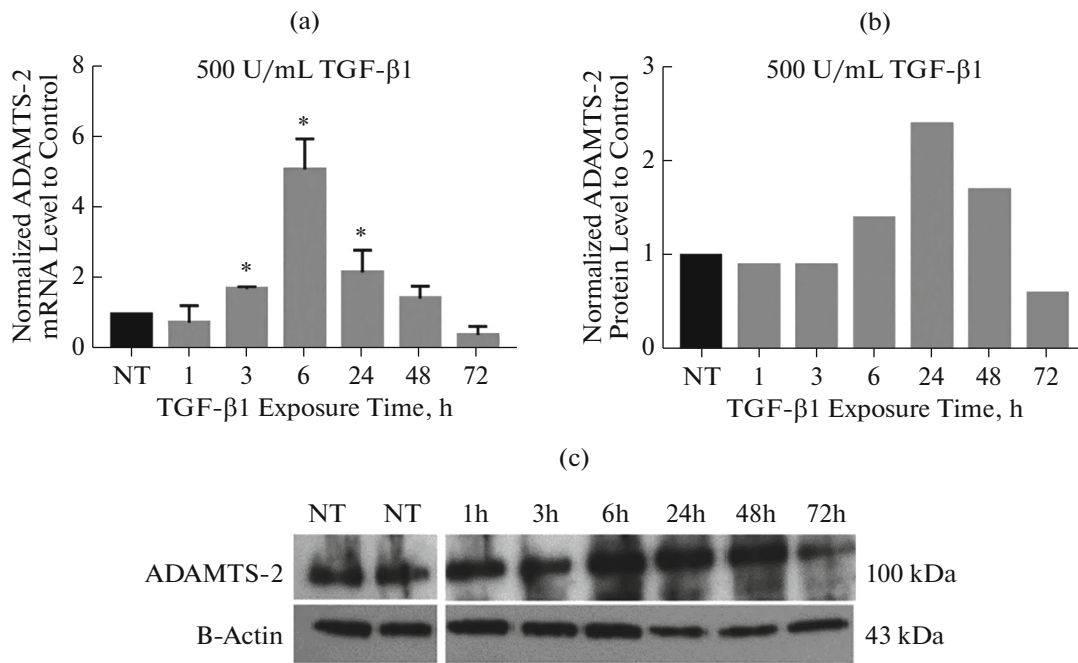 (a)
500 U/mL TGF-β1
Normalized ADAMTS-2
mRNA Level to Control
8
6
4
2
0
*
*
*
NT 1 3 6 24 48 72
TGF-β1 Exposure Time, h
(b)
500 U/mL TGF-β1
Normalized ADAMTS-2
Protein Level to Control
3
2
1
0
NT 1 3 6 24 48 72
TGF-β1 Exposure Time, h
(c)
NT NT 1h 3h 6h 24h 48h 72h
ADAMTS-2 100 kDa
B-Actin 43 kDa